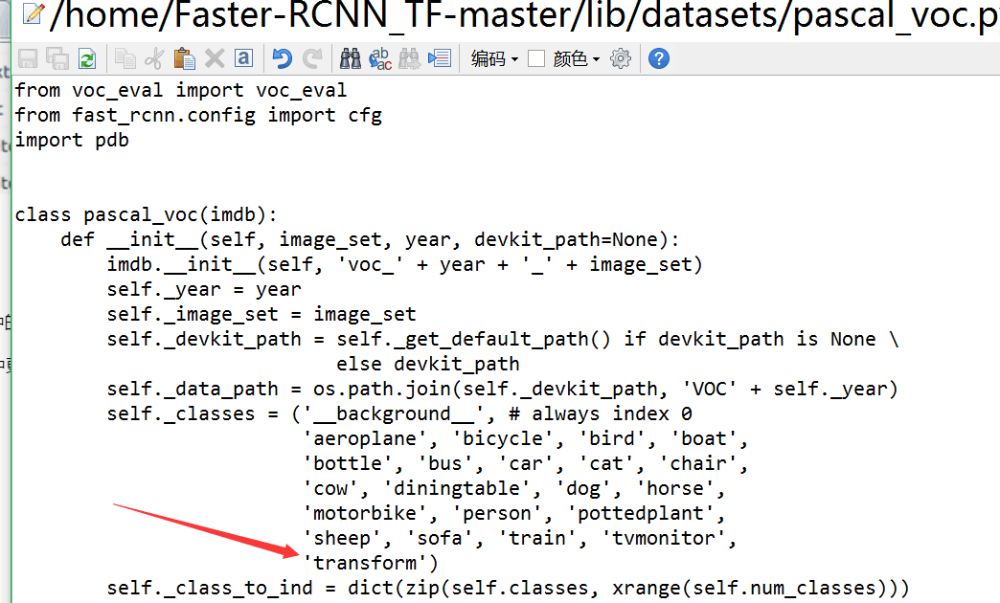 /home/Faster-RCNN_TF-master/lib/datasets/pascal_voc.p
编码 颜色
from voc_eval import voc_eval
from fast_rcnn.config import cfg
import pdb
class pascal_voc(imdb):
    def __init__(self, image_set, year, devkit_path=None):
        imdb.__init__(self, 'voc_' + year + '_' + image_set)
        self._year = year
        self._image_set = image_set
        self._devkit_path = self._get_default_path() if devkit_path is None \
                            else devkit_path
        self._data_path = os.path.join(self._devkit_path, 'VOC' + self._year)
        self._classes = ('__background__', # always index 0
                         'aeroplane', 'bicycle', 'bird', 'boat',
                         'bottle', 'bus', 'car', 'cat', 'chair',
                         'cow', 'diningtable', 'dog', 'horse',
                         'motorbike', 'person', 'pottedplant',
                         'sheep', 'sofa', 'train', 'tvmonitor',
                         'transform')
        self._class_to_ind = dict(zip(self.classes, xrange(self.num_classes)))